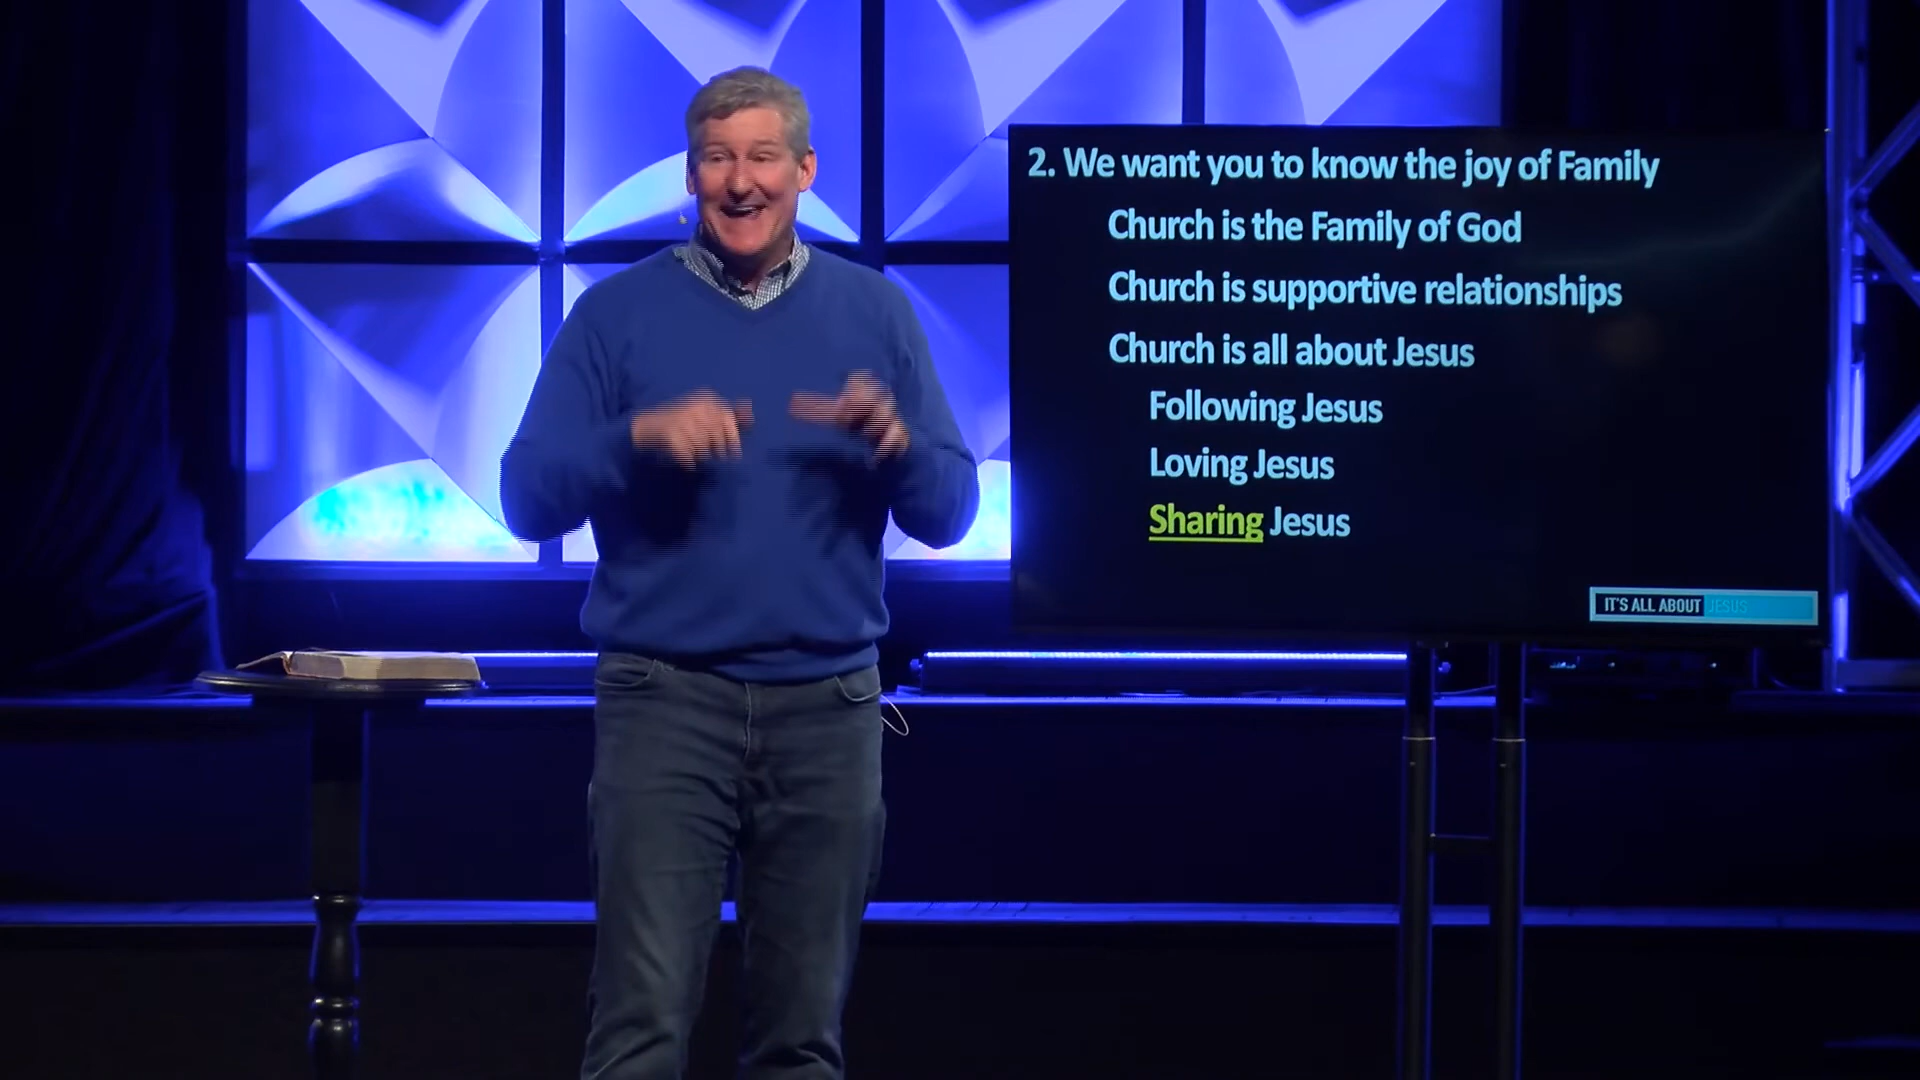 2. We want you to know the joy of Family
Church is the Family of God
Church is supportive relationships
Church is all about Jesus
Following Jesus
Loving Jesus
Sharing Jesus
IT'S ALL ABOUT JESUS